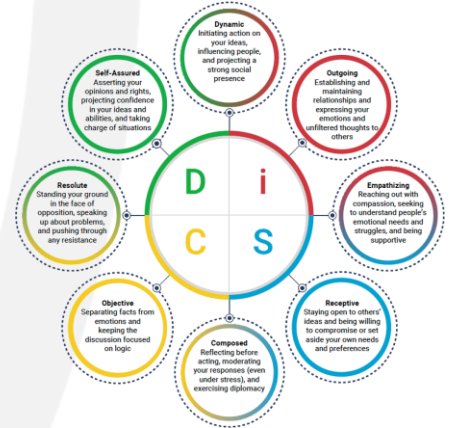 Dynamic
Initiating action on
your ideas,
influencing people,
and projecting a
strong social
presence
Self-Assured
Asserting your
opinions and rights,
projecting confidence
in your ideas and
abilities, and taking
charge of situations
Outgoing
Establishing and
maintaining
relationships and
expressing your
emotions and
unfiltered thoughts to
others
D i
C S
Resolute
Standing your ground
in the face of
opposition, speaking
up about problems,
and pushing through
any resistance
Empathizing
Reaching out with
compassion, seeking
to understand people's
emotional needs and
struggles, and being
supportive
Objective
Separating facts from
emotions and
keeping the
discussion focused
on logic
Receptive
Staying open to others'
ideas and being willing
to compromise or set
aside your own needs
and preferences
Composed
Reflecting before
acting, moderating
your responses (even
under stress), and
exercising diplomacy